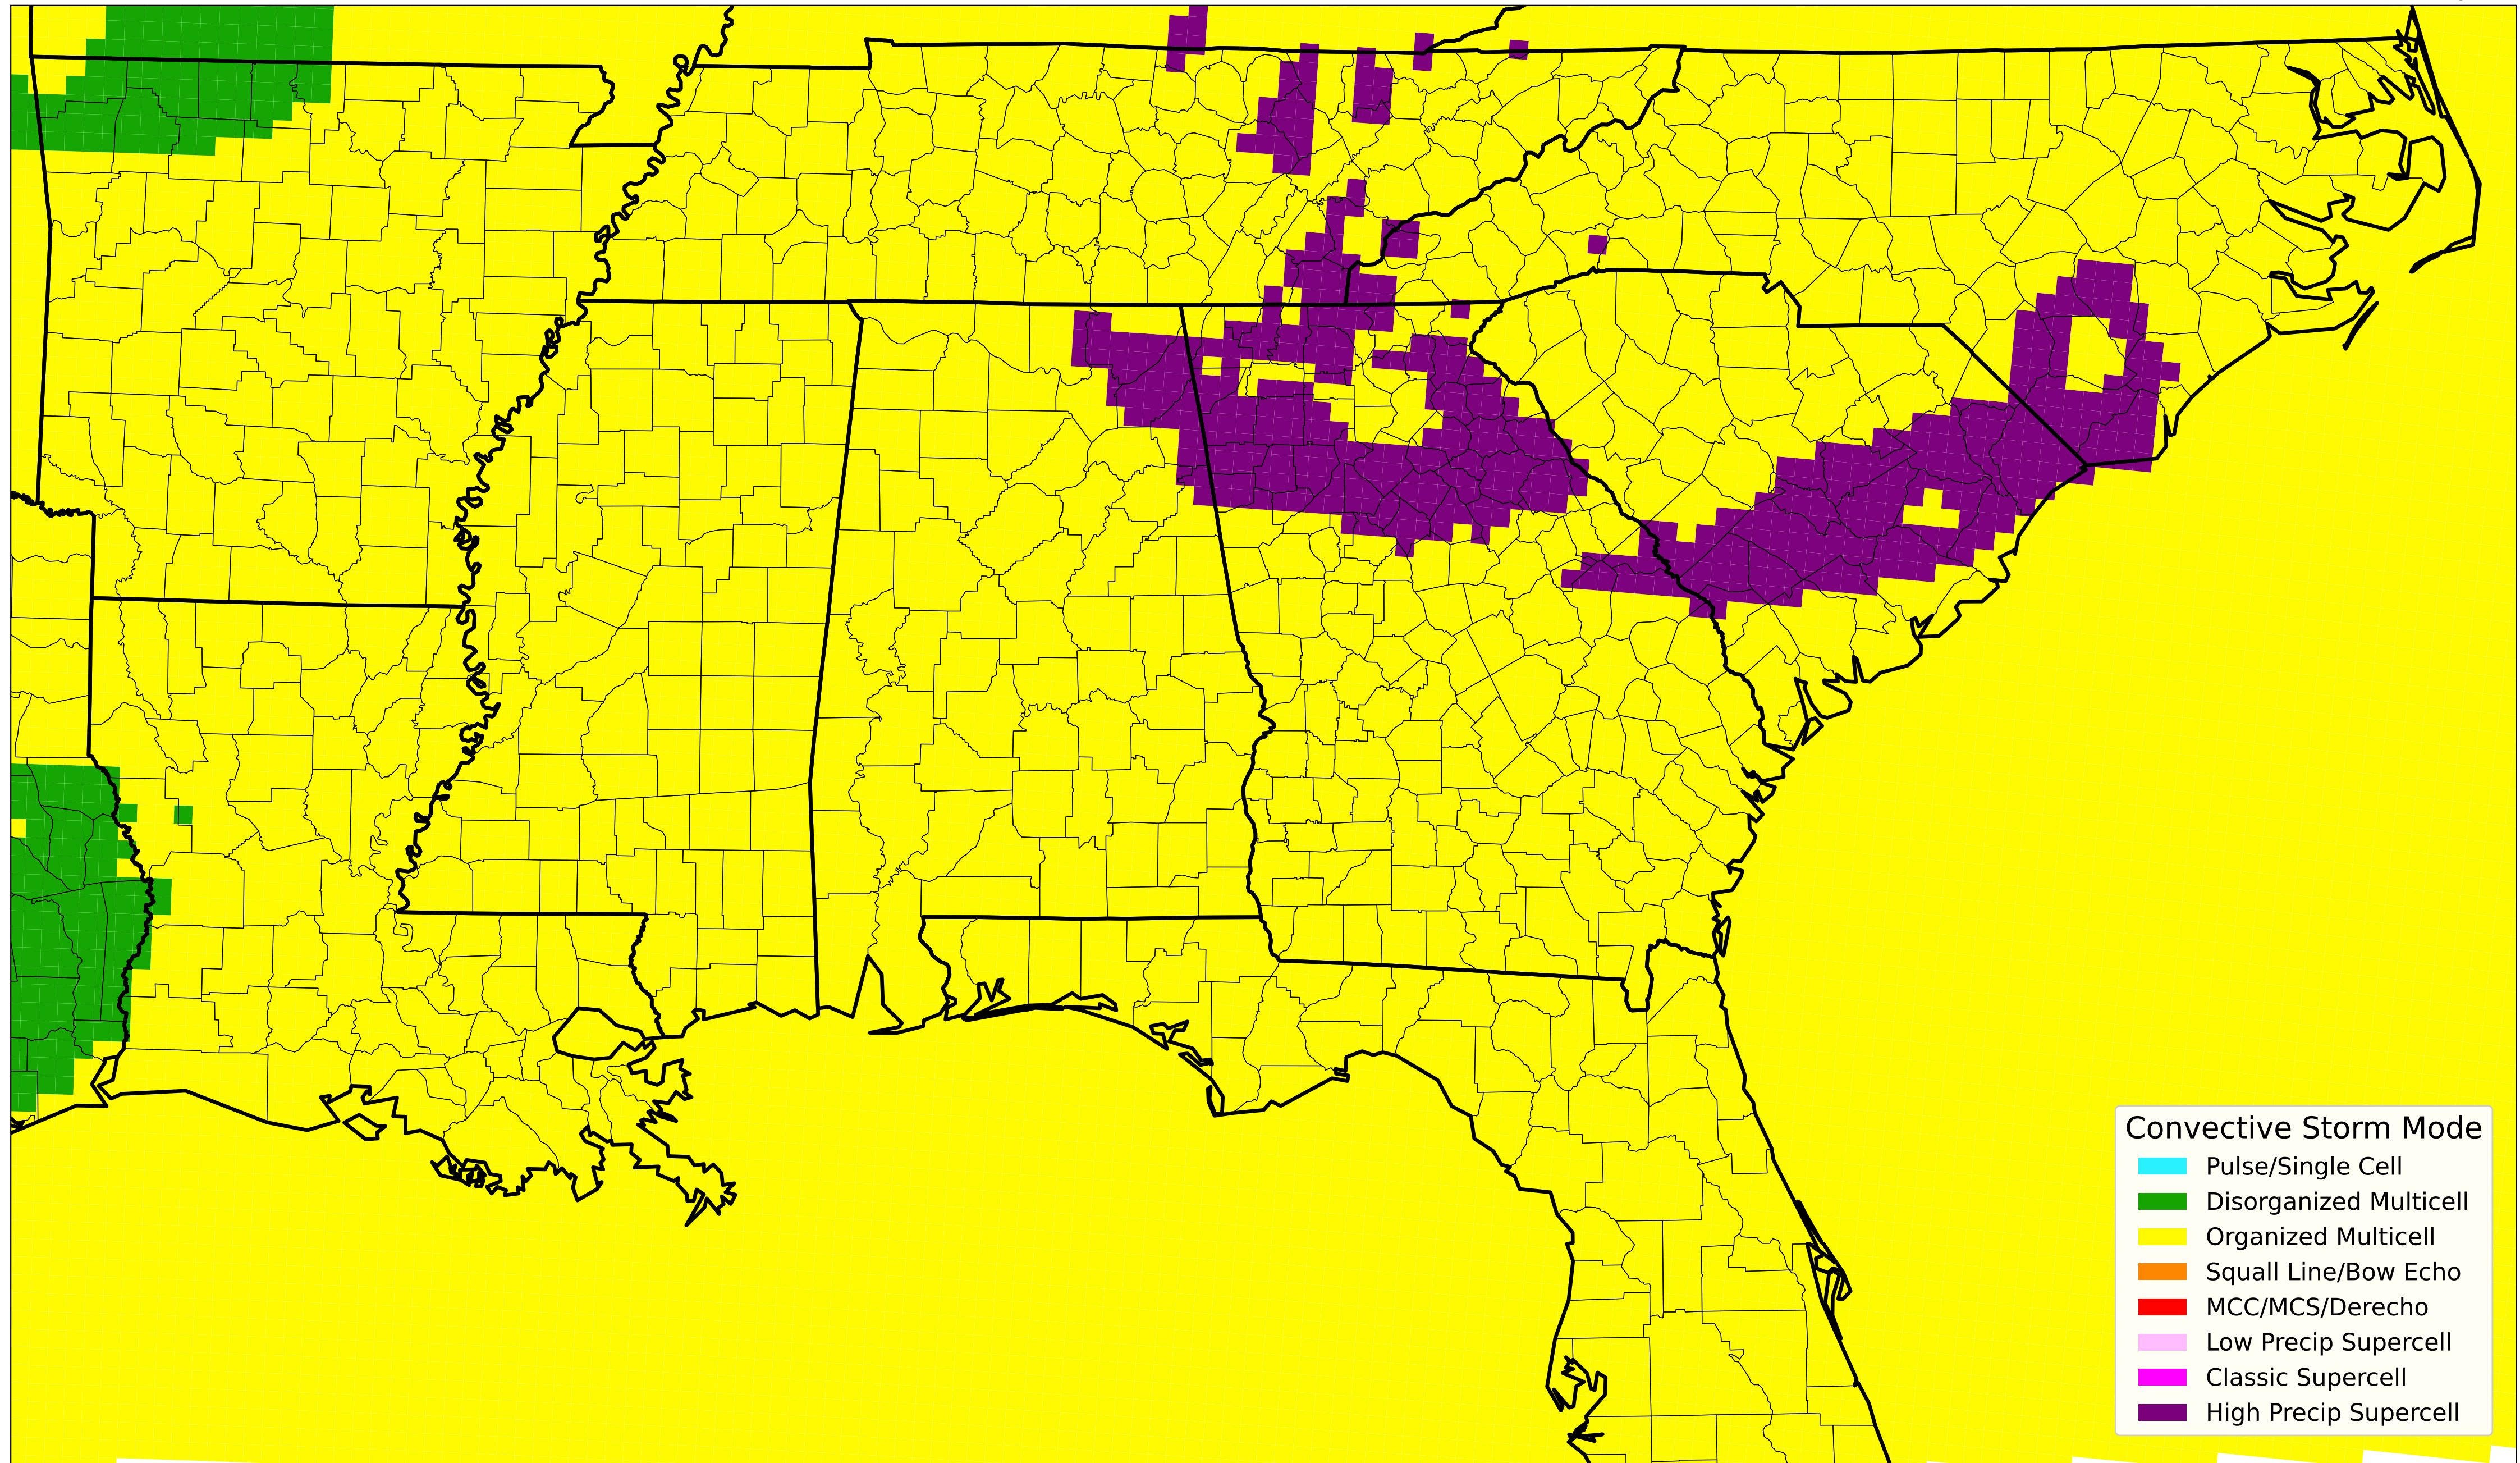 Convective Storm Mode
Pulse/Single Cell
Disorganized Multicell
Organized Multicell
Squall Line/Bow Echo
MCC/MCS/Derecho
Low Precip Supercell
Classic Supercell
High Precip Supercell